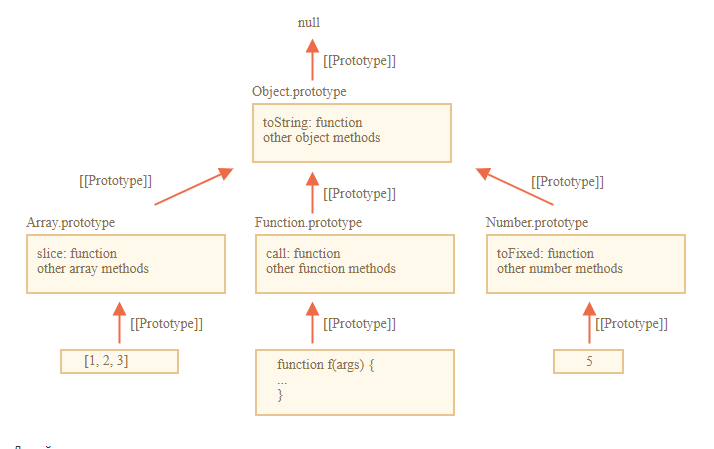 null
[[Prototype]]
Object.prototype
toString: function
other object methods
[[Prototype]]
[[Prototype]]
[[Prototype]]
Array.prototype
Function.prototype
Number.prototype
slice: function
other array methods
call: function
other function methods
toFixed: function
other number methods
[[Prototype]]
[[Prototype]]
[[Prototype]]
[1, 2, 3]
function f(args) {
...
}
5